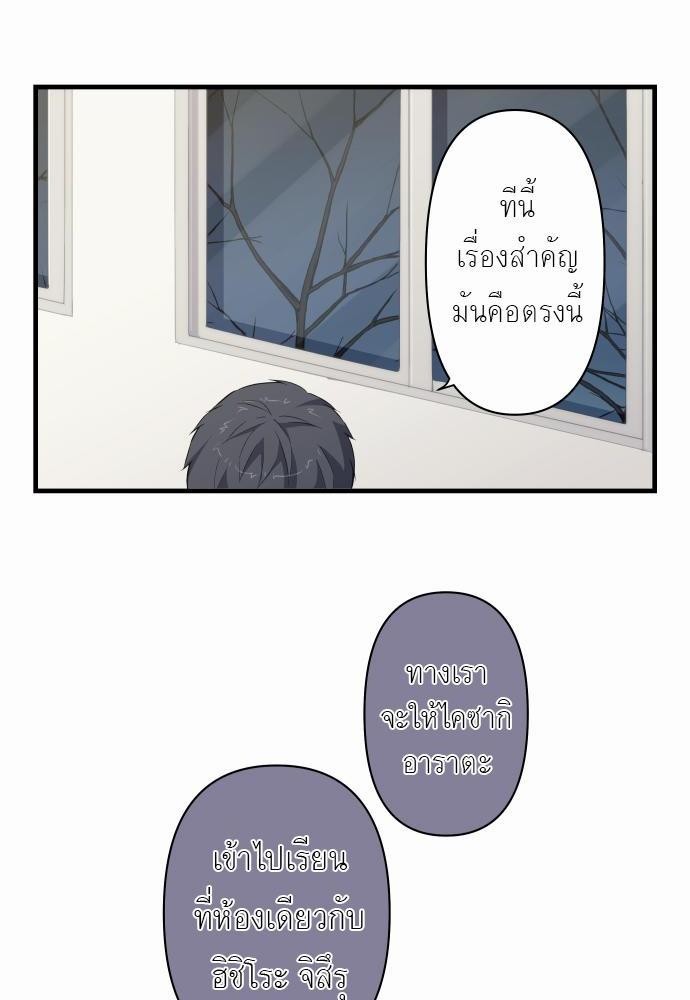 ทีนี้
เรื่องสำคัญ
มันคือตรงนี้
ทางเรา
จะให้ไคซากิ
อาราตะ
เข้าไปเรียน
ที่ห้องเดียวกับ
ฮิชิโระ จิสึรุ